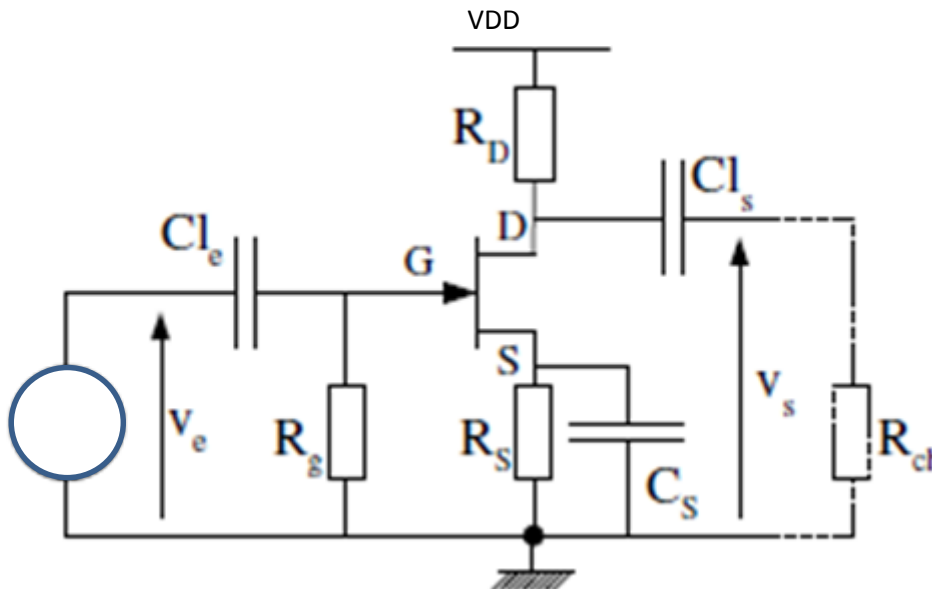 VDD
R_D
Cl_s
D
Cl_e
G
S
v_e
R_g
R_S
C_S
v_s
R_ch